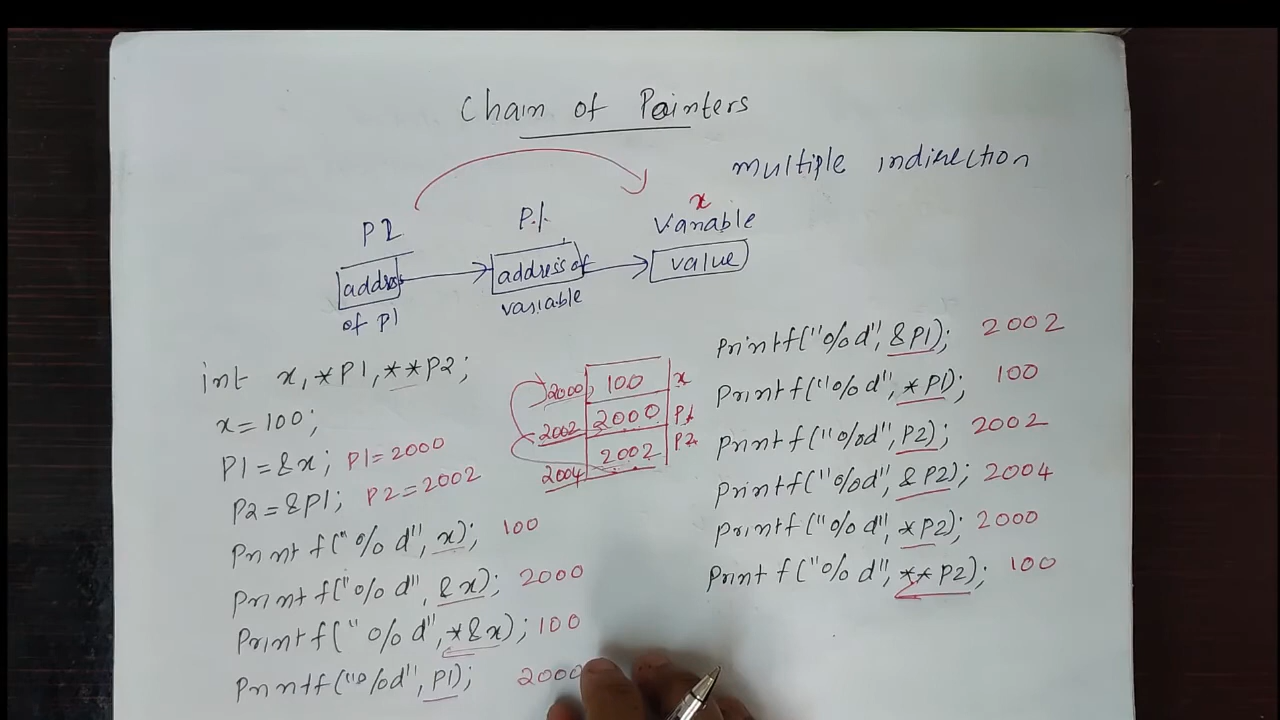 Chain of Pointers
multiple indirection
P2
P1
x
variable
address
address of
value
of P1
variable
int x, *P1, **P2;
x = 100;
P1 = &x; P1 = 2000
P2 = &P1; P2 = 2002
Printf("%d", x); 100
Printf("%d", &x); 2000
Printf("%d", *&x); 100
Printf("%d", P1); 2000
2000 100 x
2002 2000 P1
2004 2002 P2
Printf("%d", &P1); 2002
Printf("%d", *P1); 100
Printf("%d", P2); 2002
Printf("%d", &P2); 2004
Printf("%d", *P2); 2000
Printf("%d", **P2); 100